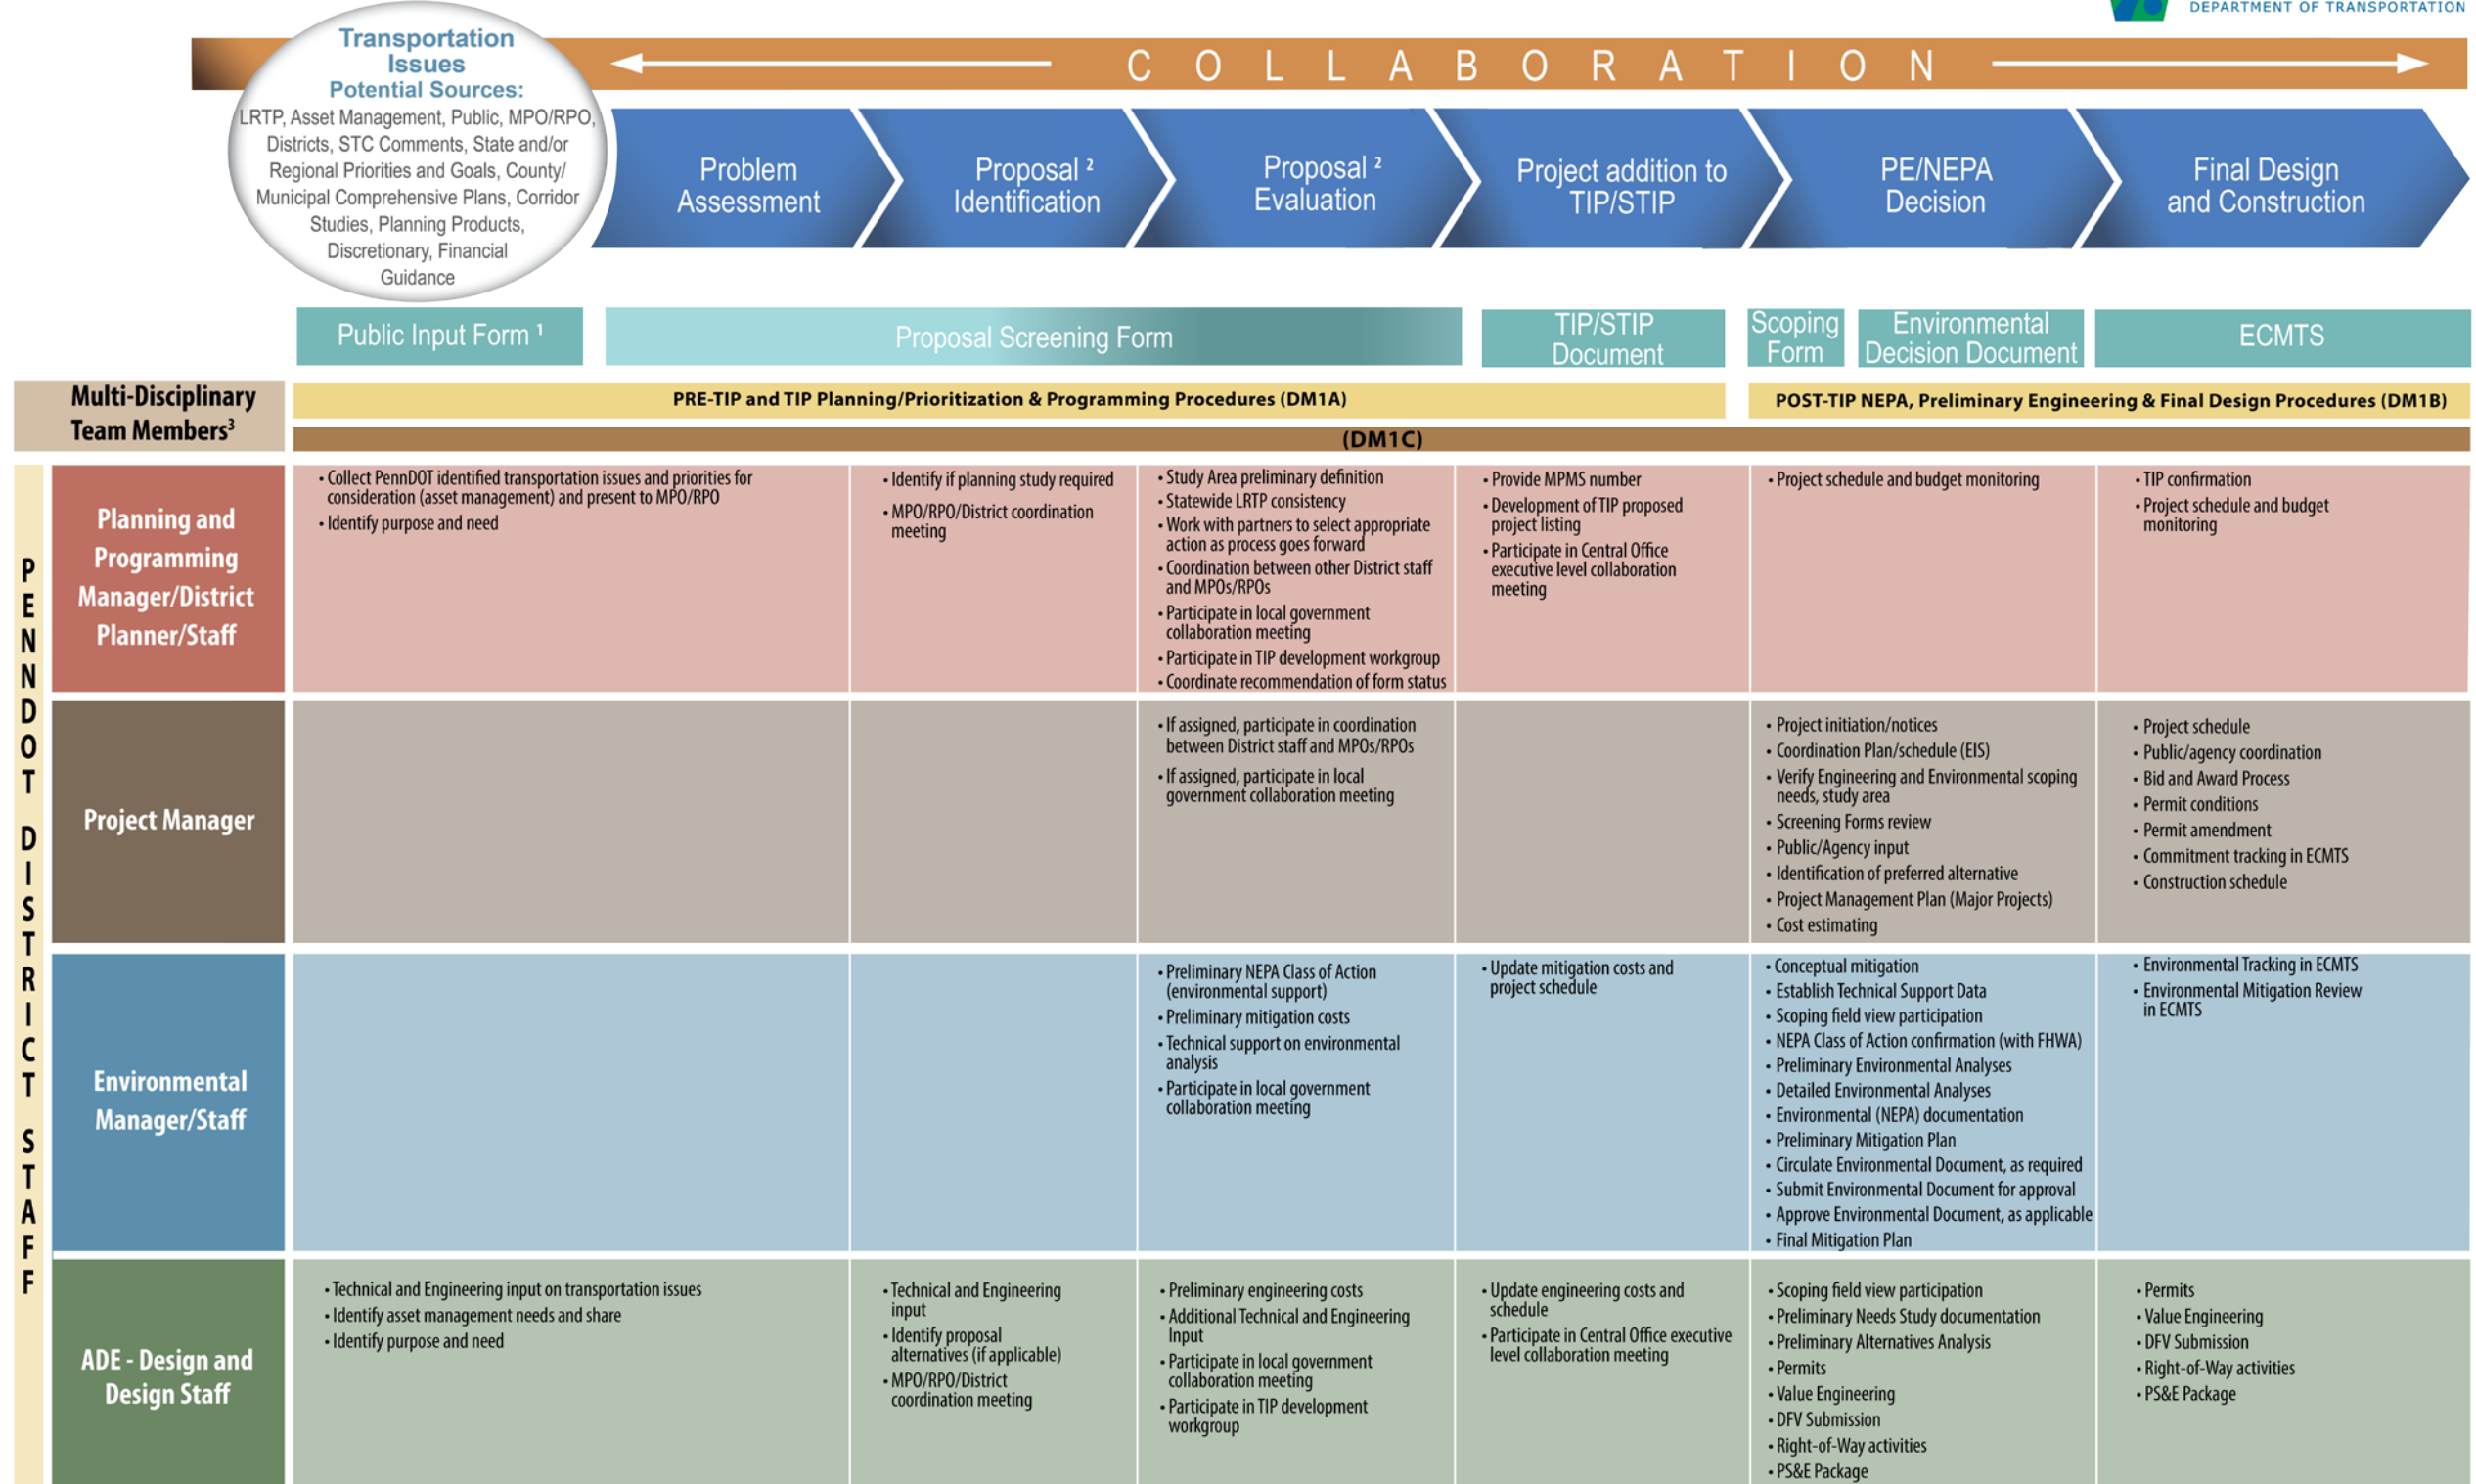 DEPARTMENT OF TRANSPORTATION
COLLABORATION
Transportation
Issues
Potential Sources:
LRTP, Asset Management, Public, MPO/RPO,
Districts, STC Comments, State and/or
Regional Priorities and Goals, County/
Municipal Comprehensive Plans, Corridor
Studies, Planning Products,
Discretionary, Financial
Guidance
Problem
Assessment
Proposal ²
Identification
Proposal ²
Evaluation
Project addition to
TIP/STIP
PE/NEPA
Decision
Final Design
and Construction
Public Input Form ¹
Proposal Screening Form
TIP/STIP
Document
Scoping
Form
Environmental
Decision Document
ECMTS
Multi-Disciplinary
Team Members³
PRE-TIP and TIP Planning/Prioritization & Programming Procedures (DM1A)
POST-TIP NEPA, Preliminary Engineering & Final Design Procedures (DM1B)
(DM1C)
PENNDOT DISTRICT STAFF
Planning and
Programming
Manager/District
Planner/Staff
• Collect PennDOT identified transportation issues and priorities for
consideration (asset management) and present to MPO/RPO
• Identify purpose and need
• Identify if planning study required
• MPO/RPO/District coordination
meeting
• Study Area preliminary definition
• Statewide LRTP consistency
• Work with partners to select appropriate
action as process goes forward
• Coordination between other District staff
and MPOs/RPOs
• Participate in local government
collaboration meeting
• Participate in TIP development workgroup
• Coordinate recommendation of form status
• Provide MPMS number
• Development of TIP proposed
project listing
• Participate in Central Office
executive level collaboration
meeting
• Project schedule and budget monitoring
• TIP confirmation
• Project schedule and budget
monitoring
Project Manager
• If assigned, participate in coordination
between District staff and MPOs/RPOs
• If assigned, participate in local
government collaboration meeting
• Project initiation/notices
• Coordination Plan/schedule (EIS)
• Verify Engineering and Environmental scoping
needs, study area
• Screening Forms review
• Public/Agency input
• Identification of preferred alternative
• Project Management Plan (Major Projects)
• Cost estimating
• Project schedule
• Public/agency coordination
• Bid and Award Process
• Permit conditions
• Permit amendment
• Commitment tracking in ECMTS
• Construction schedule
Environmental
Manager/Staff
• Preliminary NEPA Class of Action
(environmental support)
• Preliminary mitigation costs
• Technical support on environmental
analysis
• Participate in local government
collaboration meeting
• Update mitigation costs and
project schedule
• Conceptual mitigation
• Establish Technical Support Data
• Scoping field view participation
• NEPA Class of Action confirmation (with FHWA)
• Preliminary Environmental Analyses
• Detailed Environmental Analyses
• Environmental (NEPA) documentation
• Preliminary Mitigation Plan
• Circulate Environmental Document, as required
• Submit Environmental Document for approval
• Approve Environmental Document, as applicable
• Final Mitigation Plan
• Environmental Tracking in ECMTS
• Environmental Mitigation Review
in ECMTS
ADE - Design and
Design Staff
• Technical and Engineering input on transportation issues
• Identify asset management needs and share
• Identify purpose and need
• Technical and Engineering
input
• Identify proposal
alternatives (if applicable)
• MPO/RPO/District
coordination meeting
• Preliminary engineering costs
• Additional Technical and Engineering
Input
• Participate in local government
collaboration meeting
• Participate in TIP development
workgroup
• Update engineering costs and
schedule
• Participate in Central Office executive
level collaboration meeting
• Scoping field view participation
• Preliminary Needs Study documentation
• Preliminary Alternatives Analysis
• Permits
• Value Engineering
• DFV Submission
• Right-of-Way activities
• PS&E Package
• Permits
• Value Engineering
• DFV Submission
• Right-of-Way activities
• PS&E Package